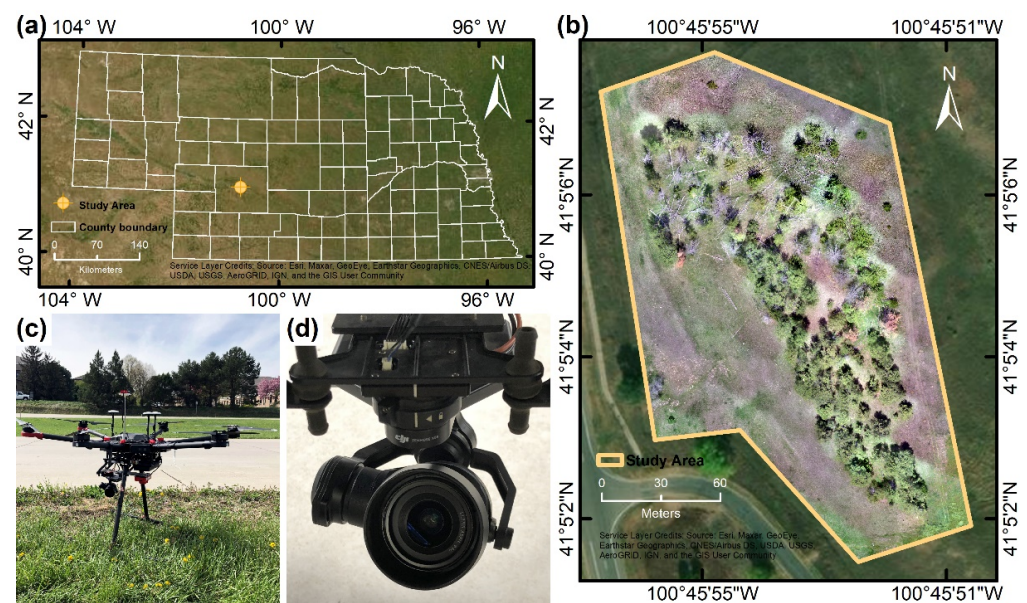 (a)
104° W
100° W
96° W
N
42° N
42° N
40° N
40° N
Study Area
County boundary
0 70 140
Kilometers
Service Layer Credits: Source: Esri, Maxar, GeoEye, Earthstar Geographics, CNES/Airbus DS,
USDA, USGS, AeroGRID, IGN, and the GIS User Community
104° W
100° W
96° W
(b)
100°45'55"W
100°45'51"W
N
41°5'6"N
41°5'6"N
41°5'4"N
41°5'4"N
41°5'2"N
41°5'2"N
Study Area
0 30 60
Meters
Service Layer Credits: Source: Esri, Maxar, GeoEye,
Earthstar Geographics, CNES/Airbus DS, USDA, USGS,
AeroGRID, IGN, and the GIS User Community
100°45'55"W
100°45'51"W
(c)
(d)
dji